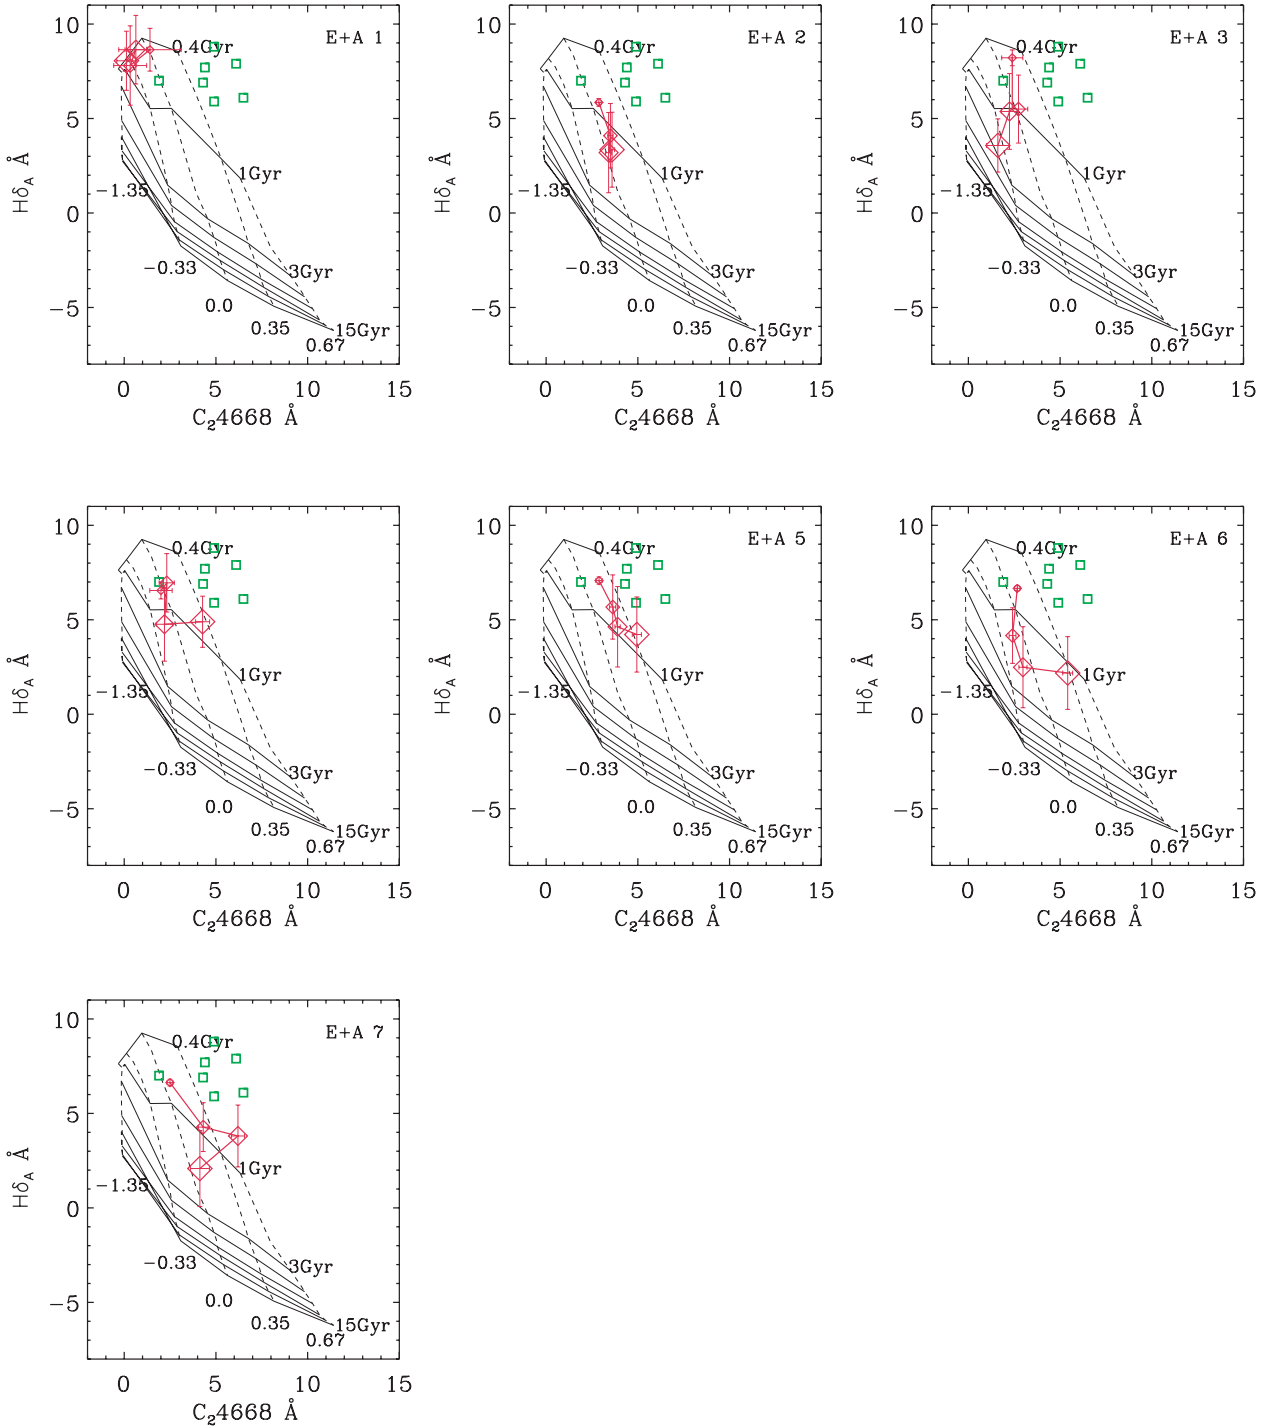 10
5
0
−5
HδA Å
E+A 1
0.4Gyr
1Gyr
3Gyr
15Gyr
−1.35
−0.33
0.0
0.35
0.67
0 5 10 15
C₂4668 Å
10
5
0
−5
HδA Å
E+A 2
0.4Gyr
1Gyr
3Gyr
15Gyr
−1.35
−0.33
0.0
0.35
0.67
0 5 10 15
C₂4668 Å
10
5
0
−5
HδA Å
E+A 3
0.4Gyr
1Gyr
3Gyr
15Gyr
−1.35
−0.33
0.0
0.35
0.67
0 5 10 15
C₂4668 Å
10
5
0
−5
HδA Å
0.4Gyr
1Gyr
3Gyr
15Gyr
−1.35
−0.33
0.0
0.35
0.67
0 5 10 15
C₂4668 Å
10
5
0
−5
HδA Å
E+A 5
0.4Gyr
1Gyr
3Gyr
15Gyr
−1.35
−0.33
0.0
0.35
0.67
0 5 10 15
C₂4668 Å
10
5
0
−5
HδA Å
E+A 6
0.4Gyr
1Gyr
3Gyr
15Gyr
−1.35
−0.33
0.0
0.35
0.67
0 5 10 15
C₂4668 Å
10
5
0
−5
HδA Å
E+A 7
0.4Gyr
1Gyr
3Gyr
15Gyr
−1.35
−0.33
0.0
0.35
0.67
0 5 10 15
C₂4668 Å